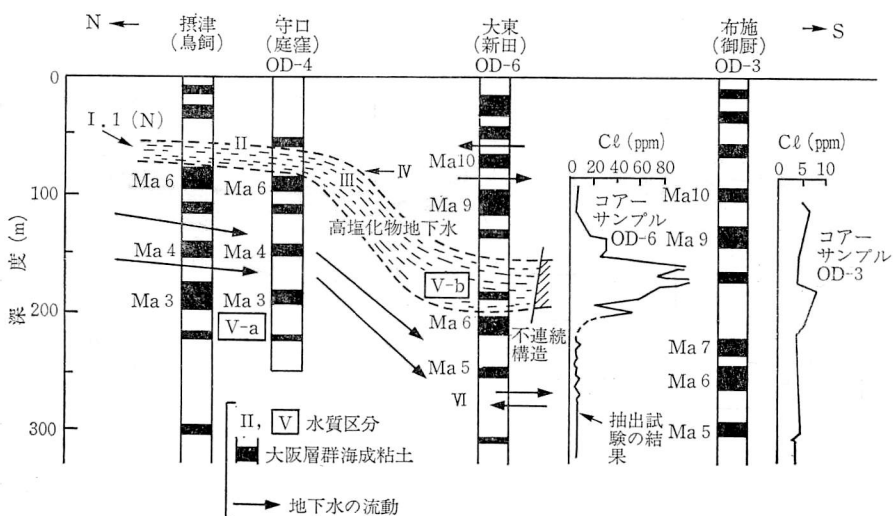 N ←
摂津
(鳥飼)
守口
(庭窪)
OD-4
大東
(新田)
OD-6
布施
(御厨)
OD-3
→ S
0
100
200
300
深度(m)
I.1 (N)
II
III
IV
Ma 6
Ma 4
Ma 3
Ma 6
Ma 4
Ma 3
V-a
高塩化物地下水
Ma10
Ma 9
V-b
Ma 6
Ma 5
VI
不連続
構造
Cℓ (ppm)
0 20 40 60 80
コアー
サンプル
OD-6
抽出試
験の結
果
Ma10
Ma 9
Ma 7
Ma 6
Ma 5
Cℓ (ppm)
0 5 10
コアー
サンプル
OD-3
II, V 水質区分
大阪層群海成粘土
地下水の流動